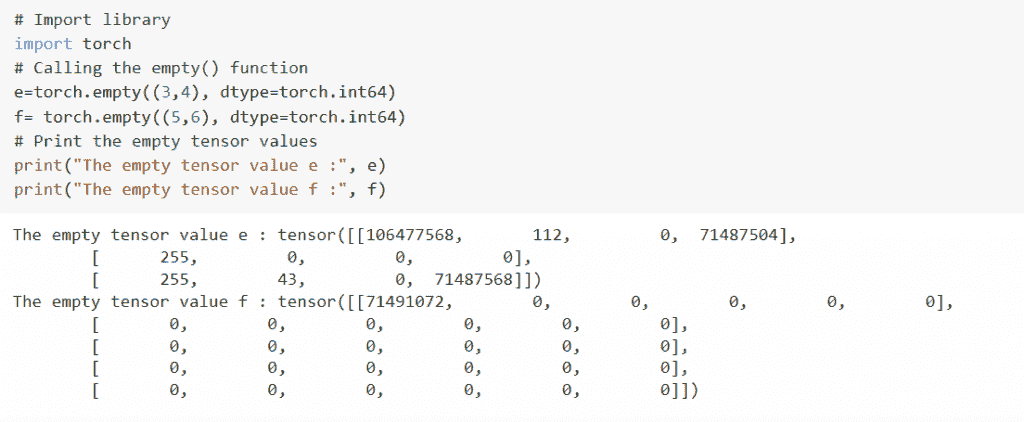 # Import library
import torch
# Calling the empty() function
e=torch.empty((3,4), dtype=torch.int64)
f= torch.empty((5,6), dtype=torch.int64)
# Print the empty tensor values
print("The empty tensor value e :", e)
print("The empty tensor value f :", f)
The empty tensor value e : tensor([[106477568,       112,         0,  71487504],
        [      255,         0,         0,         0],
        [      255,        43,         0,  71487568]])
The empty tensor value f : tensor([[71491072,        0,        0,        0,        0,        0],
        [       0,        0,        0,        0,        0,        0],
        [       0,        0,        0,        0,        0,        0],
        [       0,        0,        0,        0,        0,        0],
        [       0,        0,        0,        0,        0,        0]])